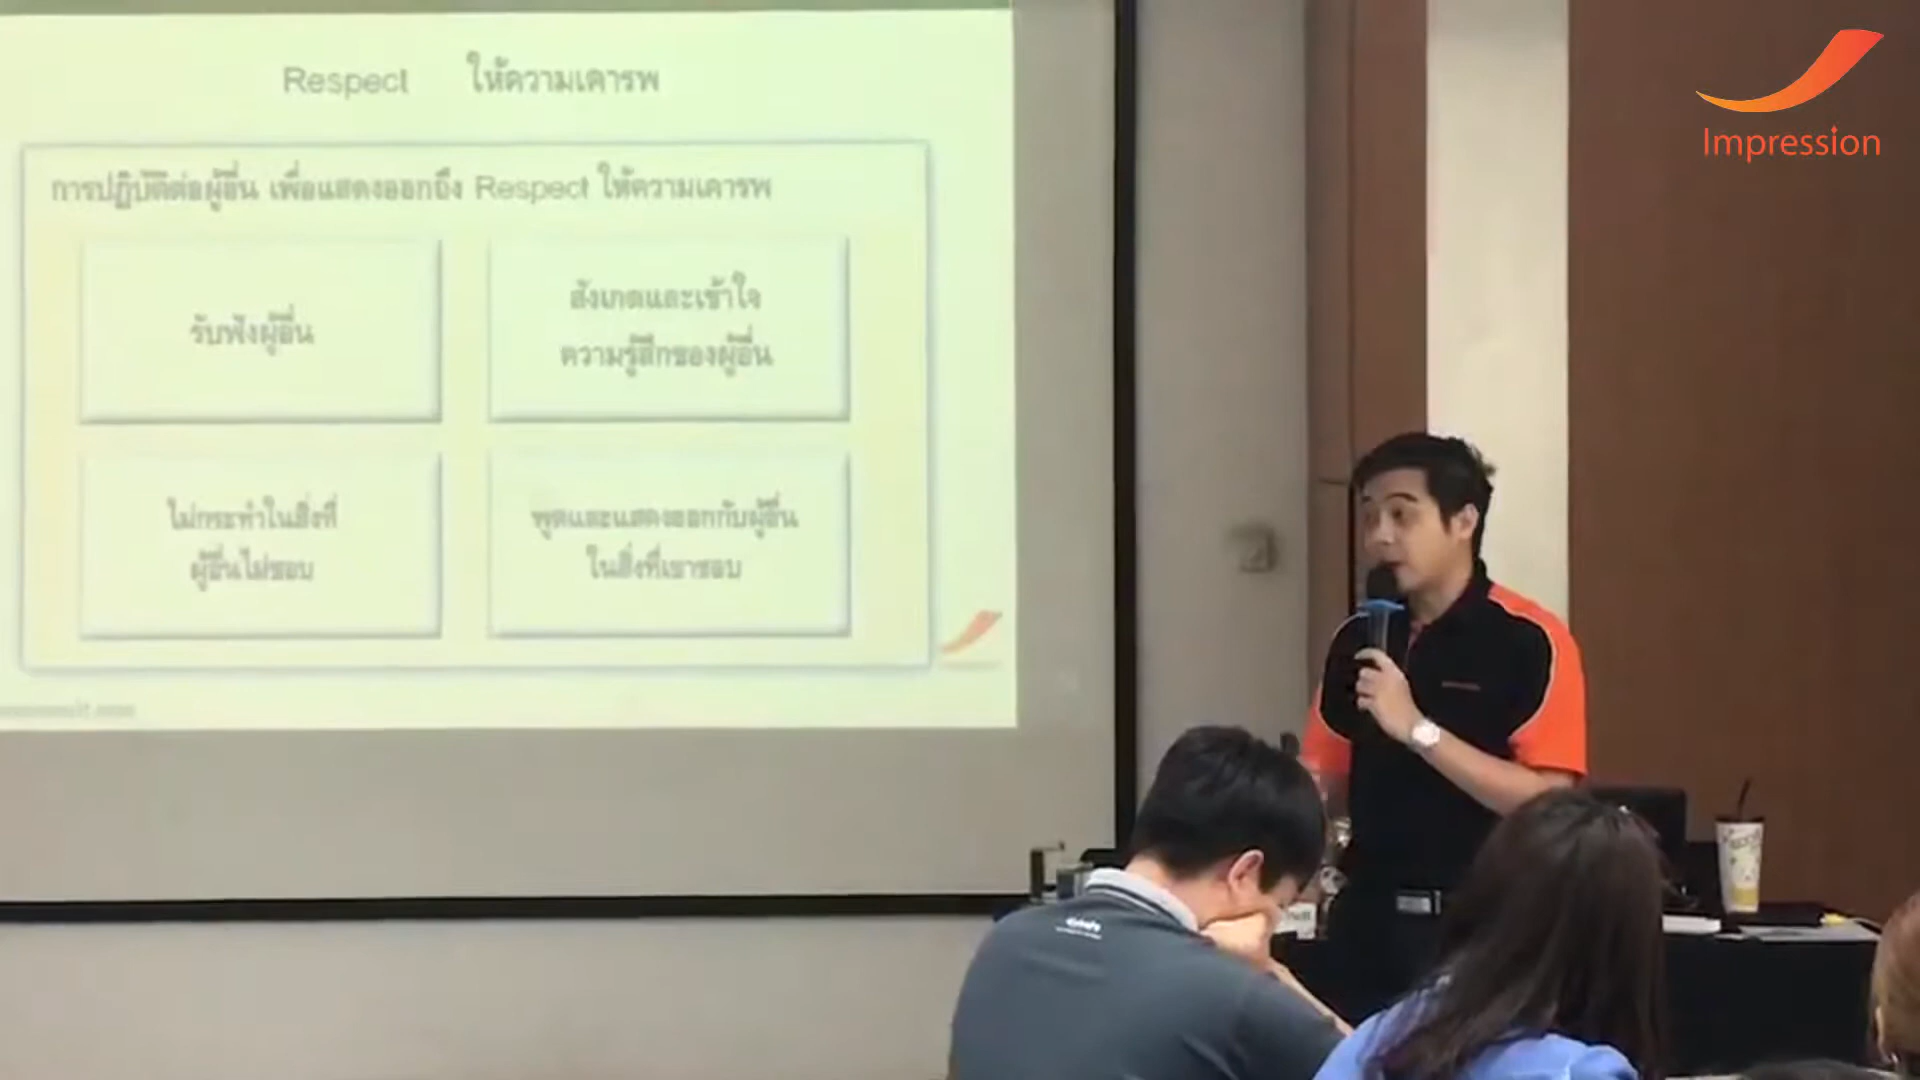 Respect ให้ความเคารพ
Impression
การปฏิบัติต่อผู้อื่น เพื่อแสดงออกถึง Respect ให้ความเคารพ
รับฟังผู้อื่น
สังเกตและเข้าใจ
ความรู้สึกของผู้อื่น
ไม่กระทำในสิ่งที่
ผู้อื่นไม่ชอบ
พูดและแสดงออกกับผู้อื่น
ในสิ่งที่เขาชอบ